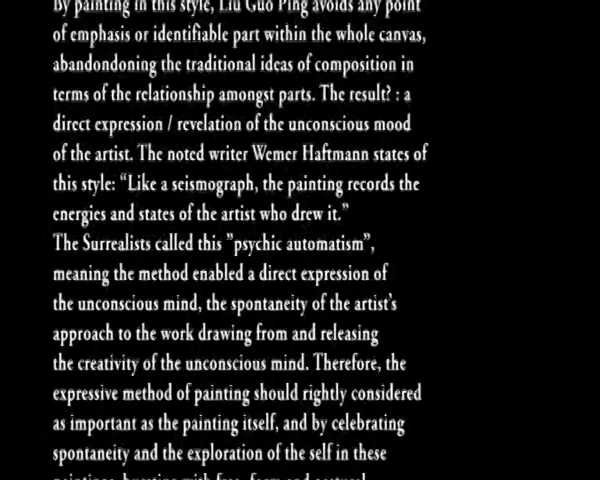 By painting in this style, Liu Guo Ping avoids any point
of emphasis or identifiable part within the whole canvas,
abandondoning the traditional ideas of composition in
terms of the relationship amongst parts. The result? : a
direct expression / revelation of the unconscious mood
of the artist. The noted writer Wemer Haftmann states of
this style: “Like a seismograph, the painting records the
energies and states of the artist who drew it.”
The Surrealists called this ”psychic automatism”,
meaning the method enabled a direct expression of
the unconscious mind, the spontaneity of the artist's
approach to the work drawing from and releasing
the creativity of the unconscious mind. Therefore, the
expressive method of painting should rightly considered
as important as the painting itself, and by celebrating
spontaneity and the exploration of the self in these